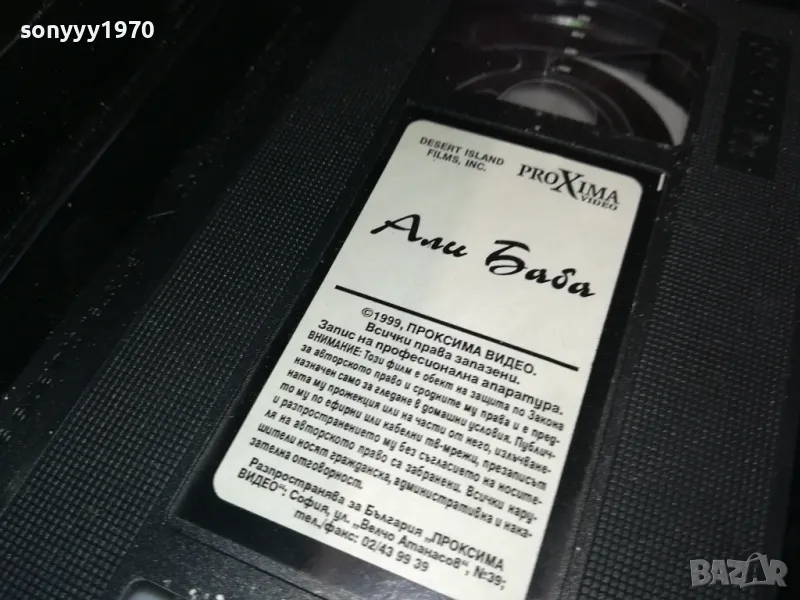 sonyyy1970
DESERT ISLAND
FILMS, INC.
PROXIMA
VIDEO
Али Баба
©1999, ПРОКСИМА ВИДЕО.
Всички права запазени.
Запис на професионална апаратура.
ВНИМАНИЕ: Този филм е обект на защита по Закона
за авторското право и сродните му права и е пред-
назначен само за гледане в домашни условия. Публич-
ната му прожекция или на части от него, излъчване-
то му по ефирни или кабелни тв-мрежи, презаписът
и разпространението му без съгласието на носите-
ля на авторското право са забранени. Всички нару-
шители носят гражданска, административна и нака-
зателна отговорност.
Разпространява за България „ПРОКСИМА
ВИДЕО“; София, ул. „Велчо Атанасов“, №39;
тел./факс: 02/43 99 39
BAZAR